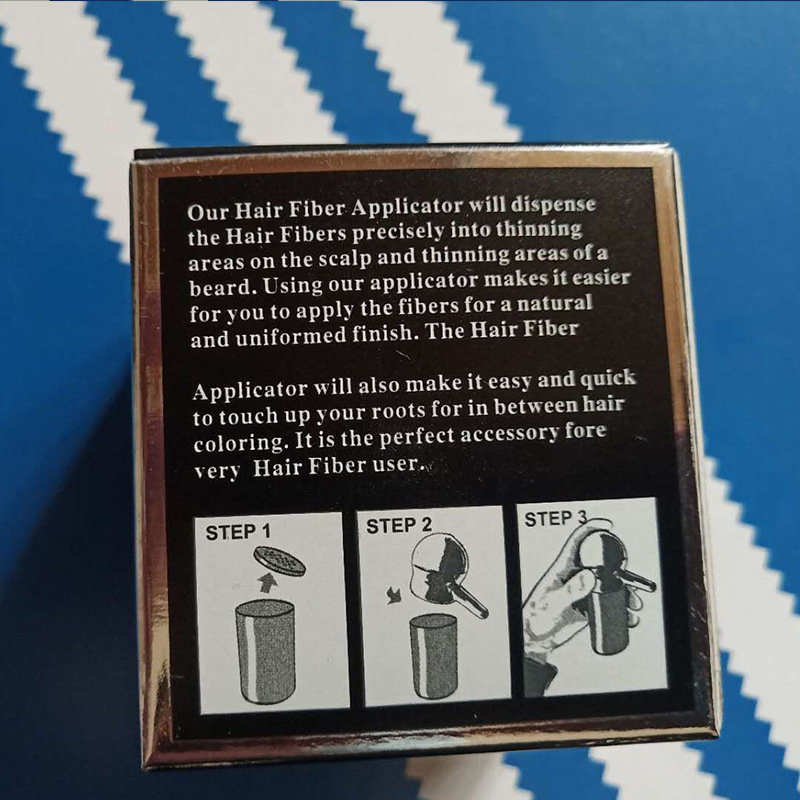 Our Hair Fiber Applicator will dispense
the Hair Fibers precisely into thinning
areas on the scalp and thinning areas of a
beard. Using our applicator makes it easier
for you to apply the fibers for a natural
and uniformed finish. The Hair Fiber
Applicator will also make it easy and quick
to touch up your roots for in between hair
coloring. It is the perfect accessory fore
very Hair Fiber user.
STEP 1
STEP 2
STEP 3